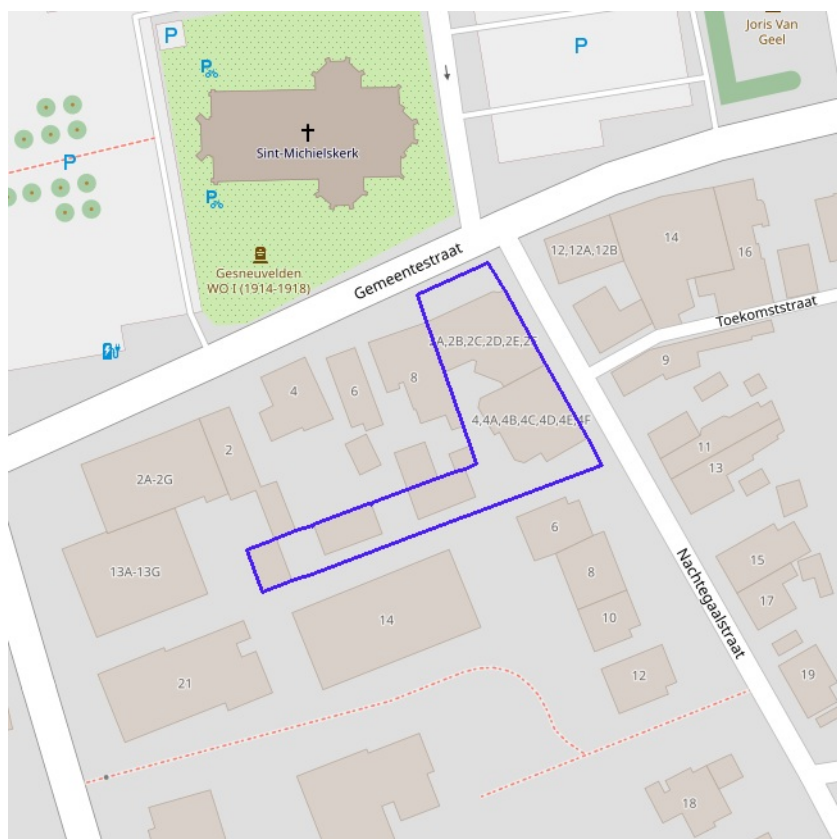 P
Joris Van
Geel
P
P
Sint-Michielskerk
P
P
Gesneuvelden
WO I (1914-1918)
Gemeentestraat
12,12A,12B
14
16
Toekomststraat
2A,2B,2C,2D,2E,2F
9
4
6
8
4,4A,4B,4C,4D,4E,4F
11
13
2
2A-2G
6
8
10
13A-13G
15
17
Nachtegaalstraat
14
12
19
21
18